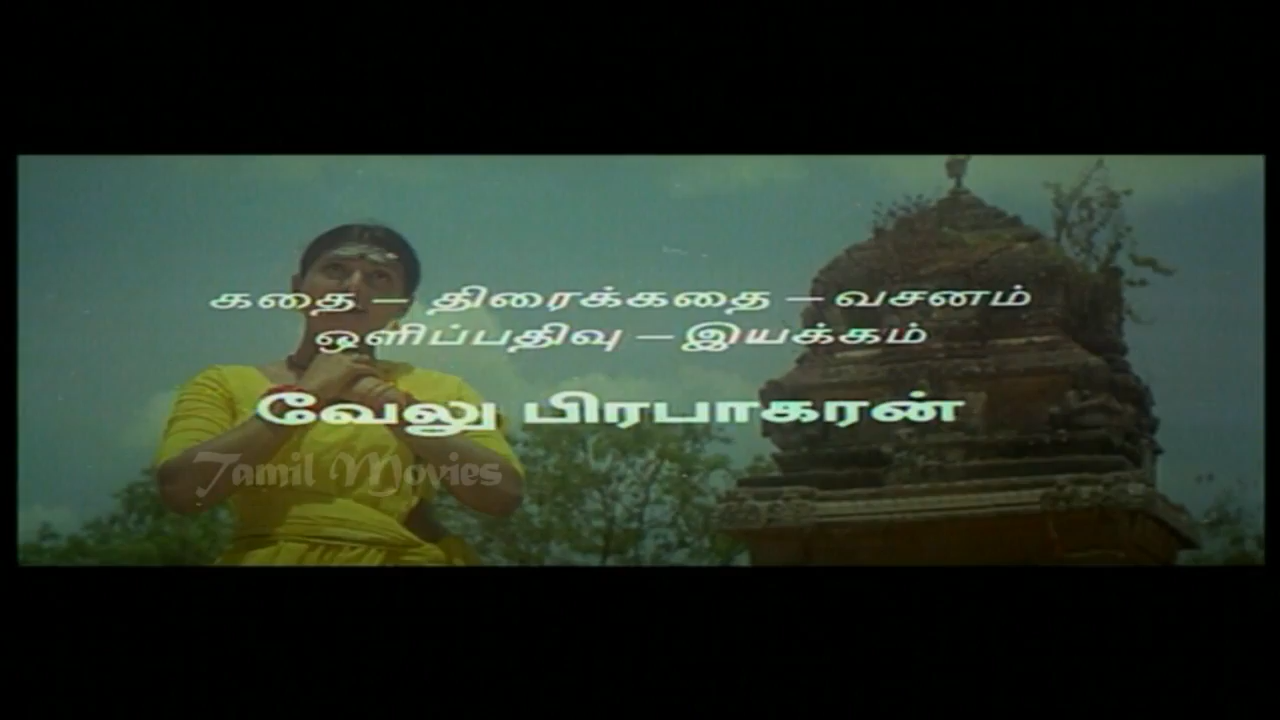 கதை – திரைக்கதை – வசனம்
ஒளிப்பதிவு – இயக்கம்
வேலு பிரபாகரன்
Tamil Movies